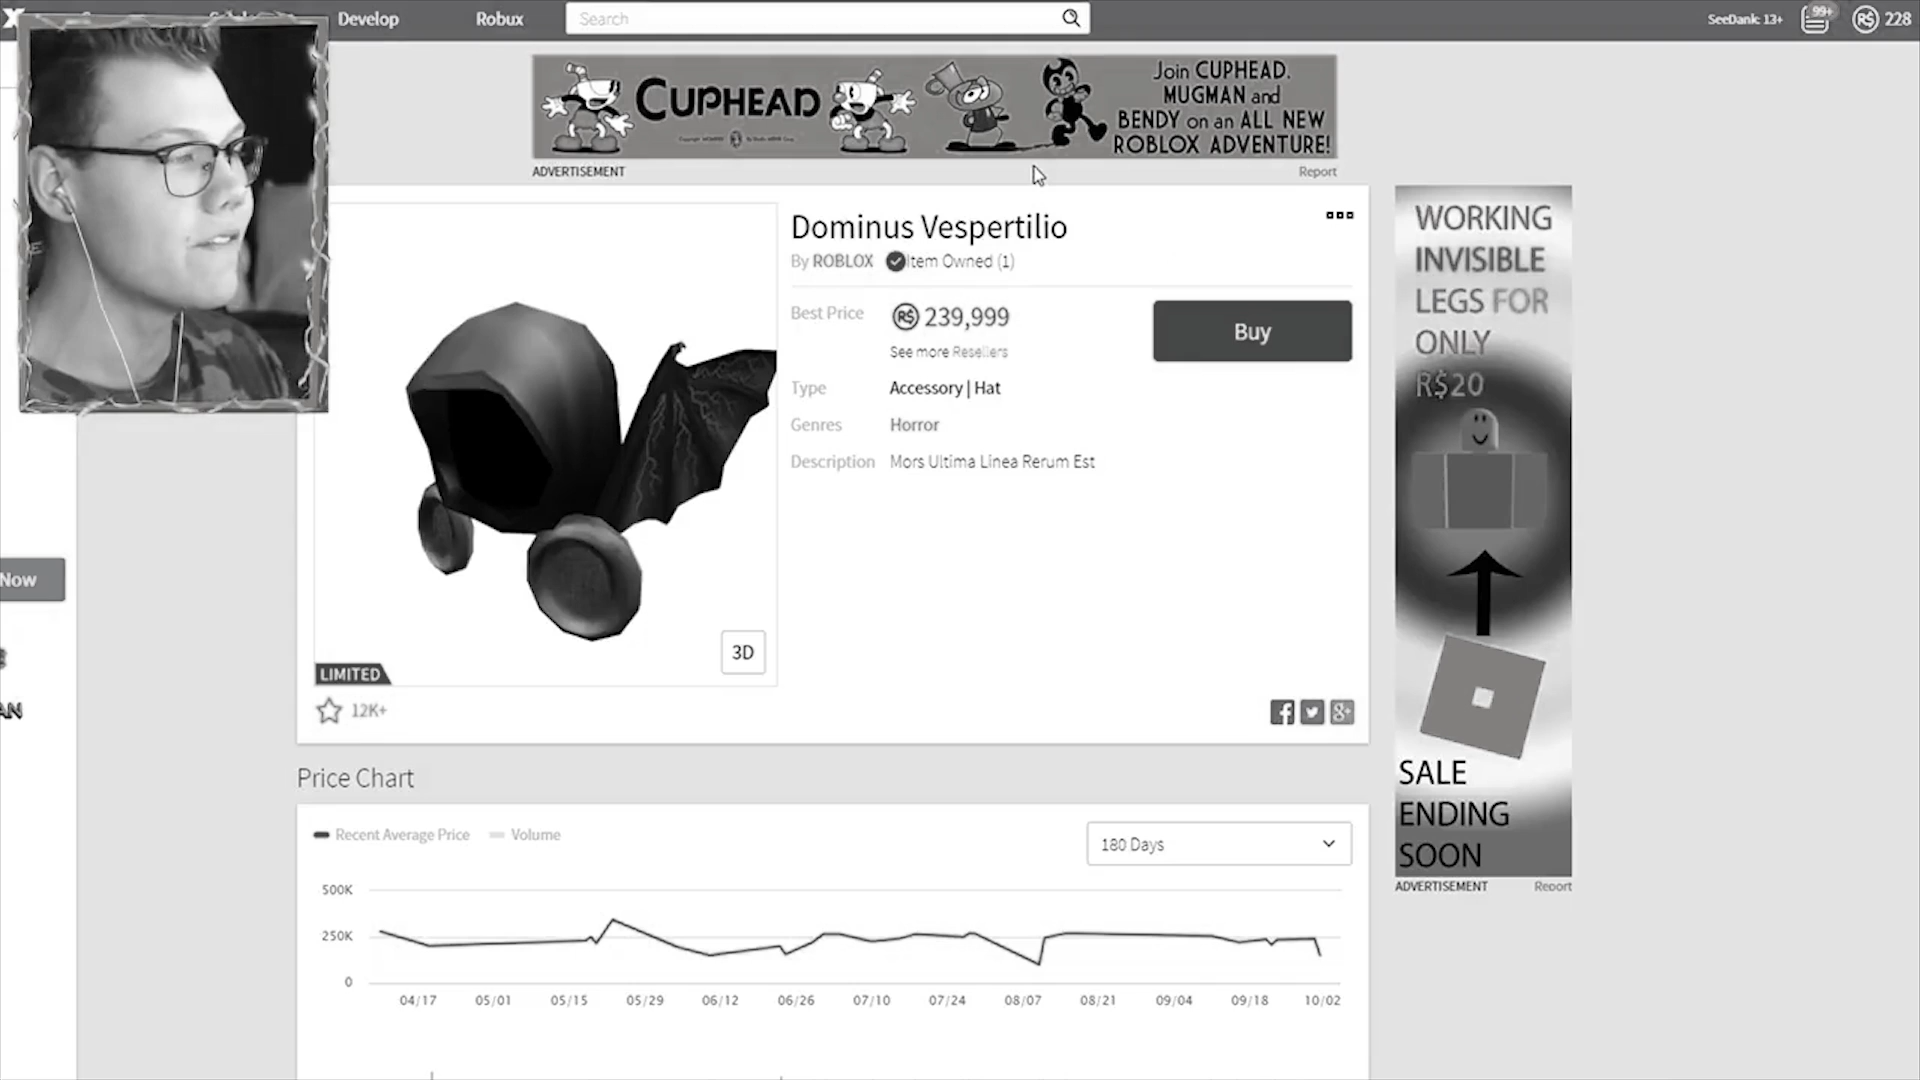 Develop
Robux
Search
SeeDank: 13+
99+
R$ 228
CUPHEAD
Join CUPHEAD.
MUGMAN and
BENDY on an ALL NEW
ROBLOX ADVENTURE!
ADVERTISEMENT
Report
Dominus Vespertilio
By ROBLOX Item Owned (1)
Best Price R$ 239,999
Buy
See more Resellers
Type Accessory | Hat
Genres Horror
Description Mors Ultima Linea Rerum Est
3D
LIMITED
12K+
Now
AN
WORKING
INVISIBLE
LEGS FOR
ONLY
R$20
SALE
ENDING
SOON
ADVERTISEMENT Report
Price Chart
Recent Average Price Volume
180 Days
500K
250K
0
04/17 05/01 05/15 05/29 06/12 06/26 07/10 07/24 08/07 08/21 09/04 09/18 10/02